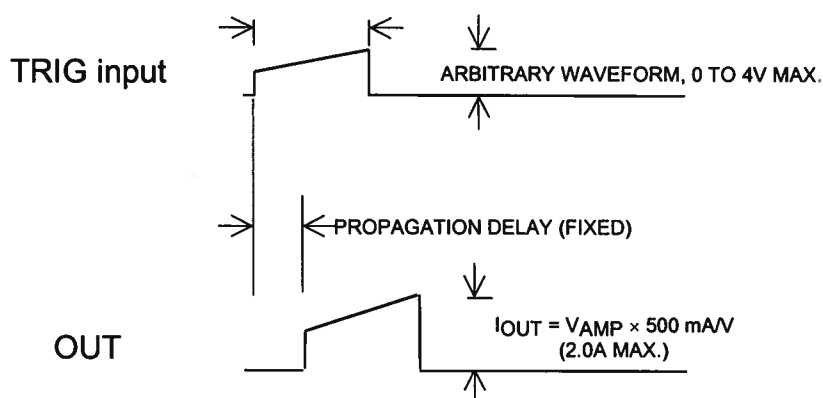 TRIG input
ARBITRARY WAVEFORM, 0 TO 4V MAX.
PROPAGATION DELAY (FIXED)
OUT
IOUT = VAMP × 500 mA/V
(2.0A MAX.)